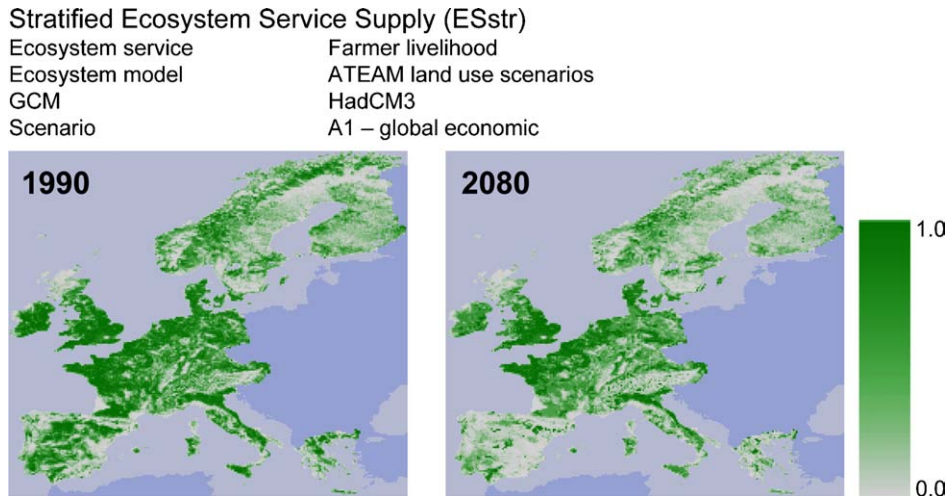 Stratified Ecosystem Service Supply (ESstr)
Ecosystem service Farmer livelihood
Ecosystem model ATEAM land use scenarios
GCM HadCM3
Scenario A1 – global economic
1990 2080
1.0
0.0